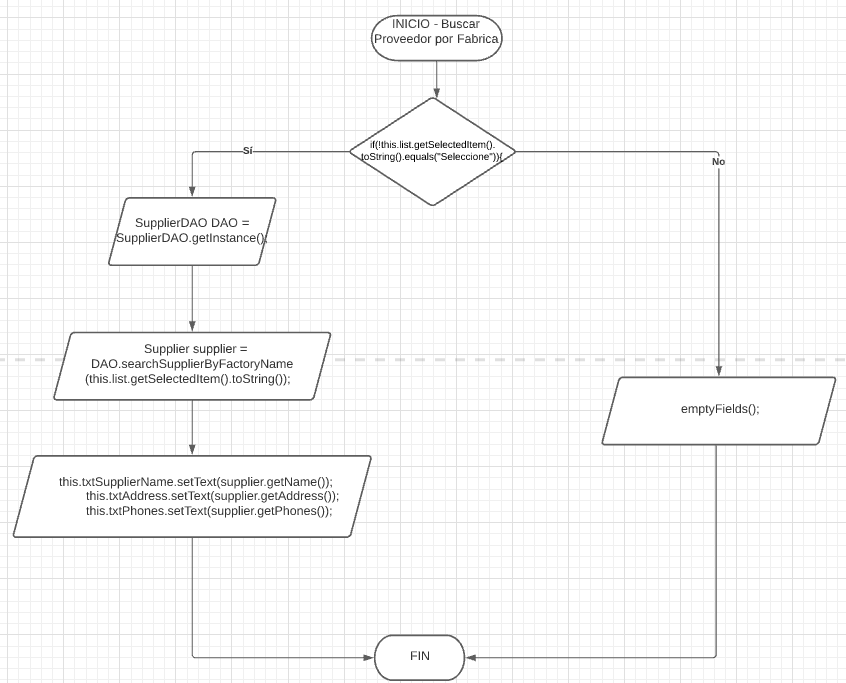 INICIO - Buscar
Proveedor por Fabrica
if(!this.list.getSelectedItem().
toString().equals("Seleccione")){
Sí
No
SupplierDAO DAO =
SupplierDAO.getInstance();
Supplier supplier =
DAO.searchSupplierByFactoryName
(this.list.getSelectedItem().toString());
emptyFields();
this.txtSupplierName.setText(supplier.getName());
this.txtAddress.setText(supplier.getAddress());
this.txtPhones.setText(supplier.getPhones());
FIN